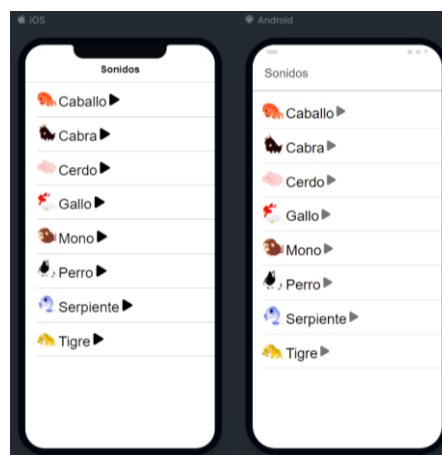 iOS
Sonidos
Caballo
Cabra
Cerdo
Gallo
Mono
Perro
Serpiente
Tigre
Android
Sonidos
Caballo
Cabra
Cerdo
Gallo
Mono
Perro
Serpiente
Tigre